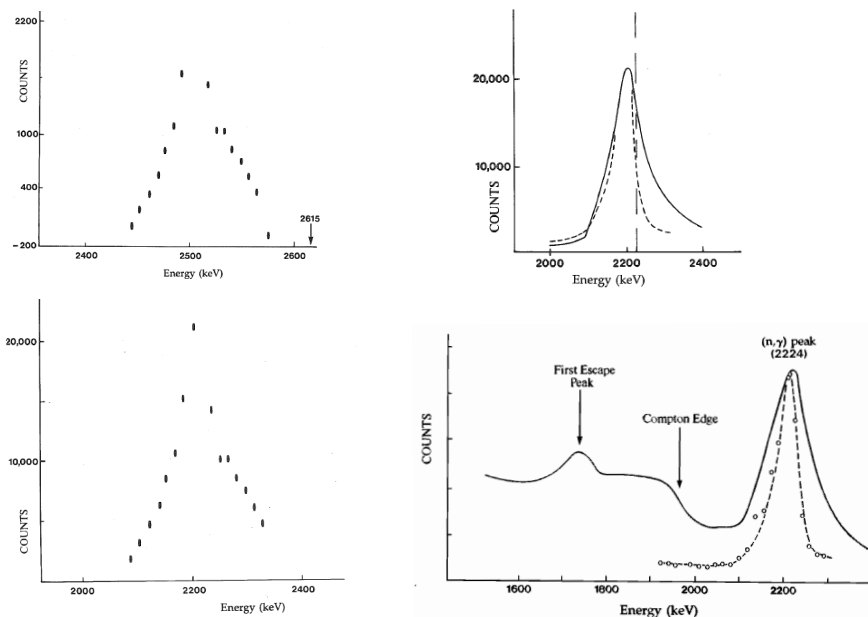 2200
COUNTS
1000
400
-200
2615
2400
2500
2600
Energy (keV)
20,000
10,000
COUNTS
2000
2200
2400
Energy (keV)
20,000
10,000
COUNTS
2000
2200
2400
Energy (keV)
(n,γ) peak
(2224)
First Escape
Peak
Compton Edge
COUNTS
1600
1800
2000
2200
Energy (keV)